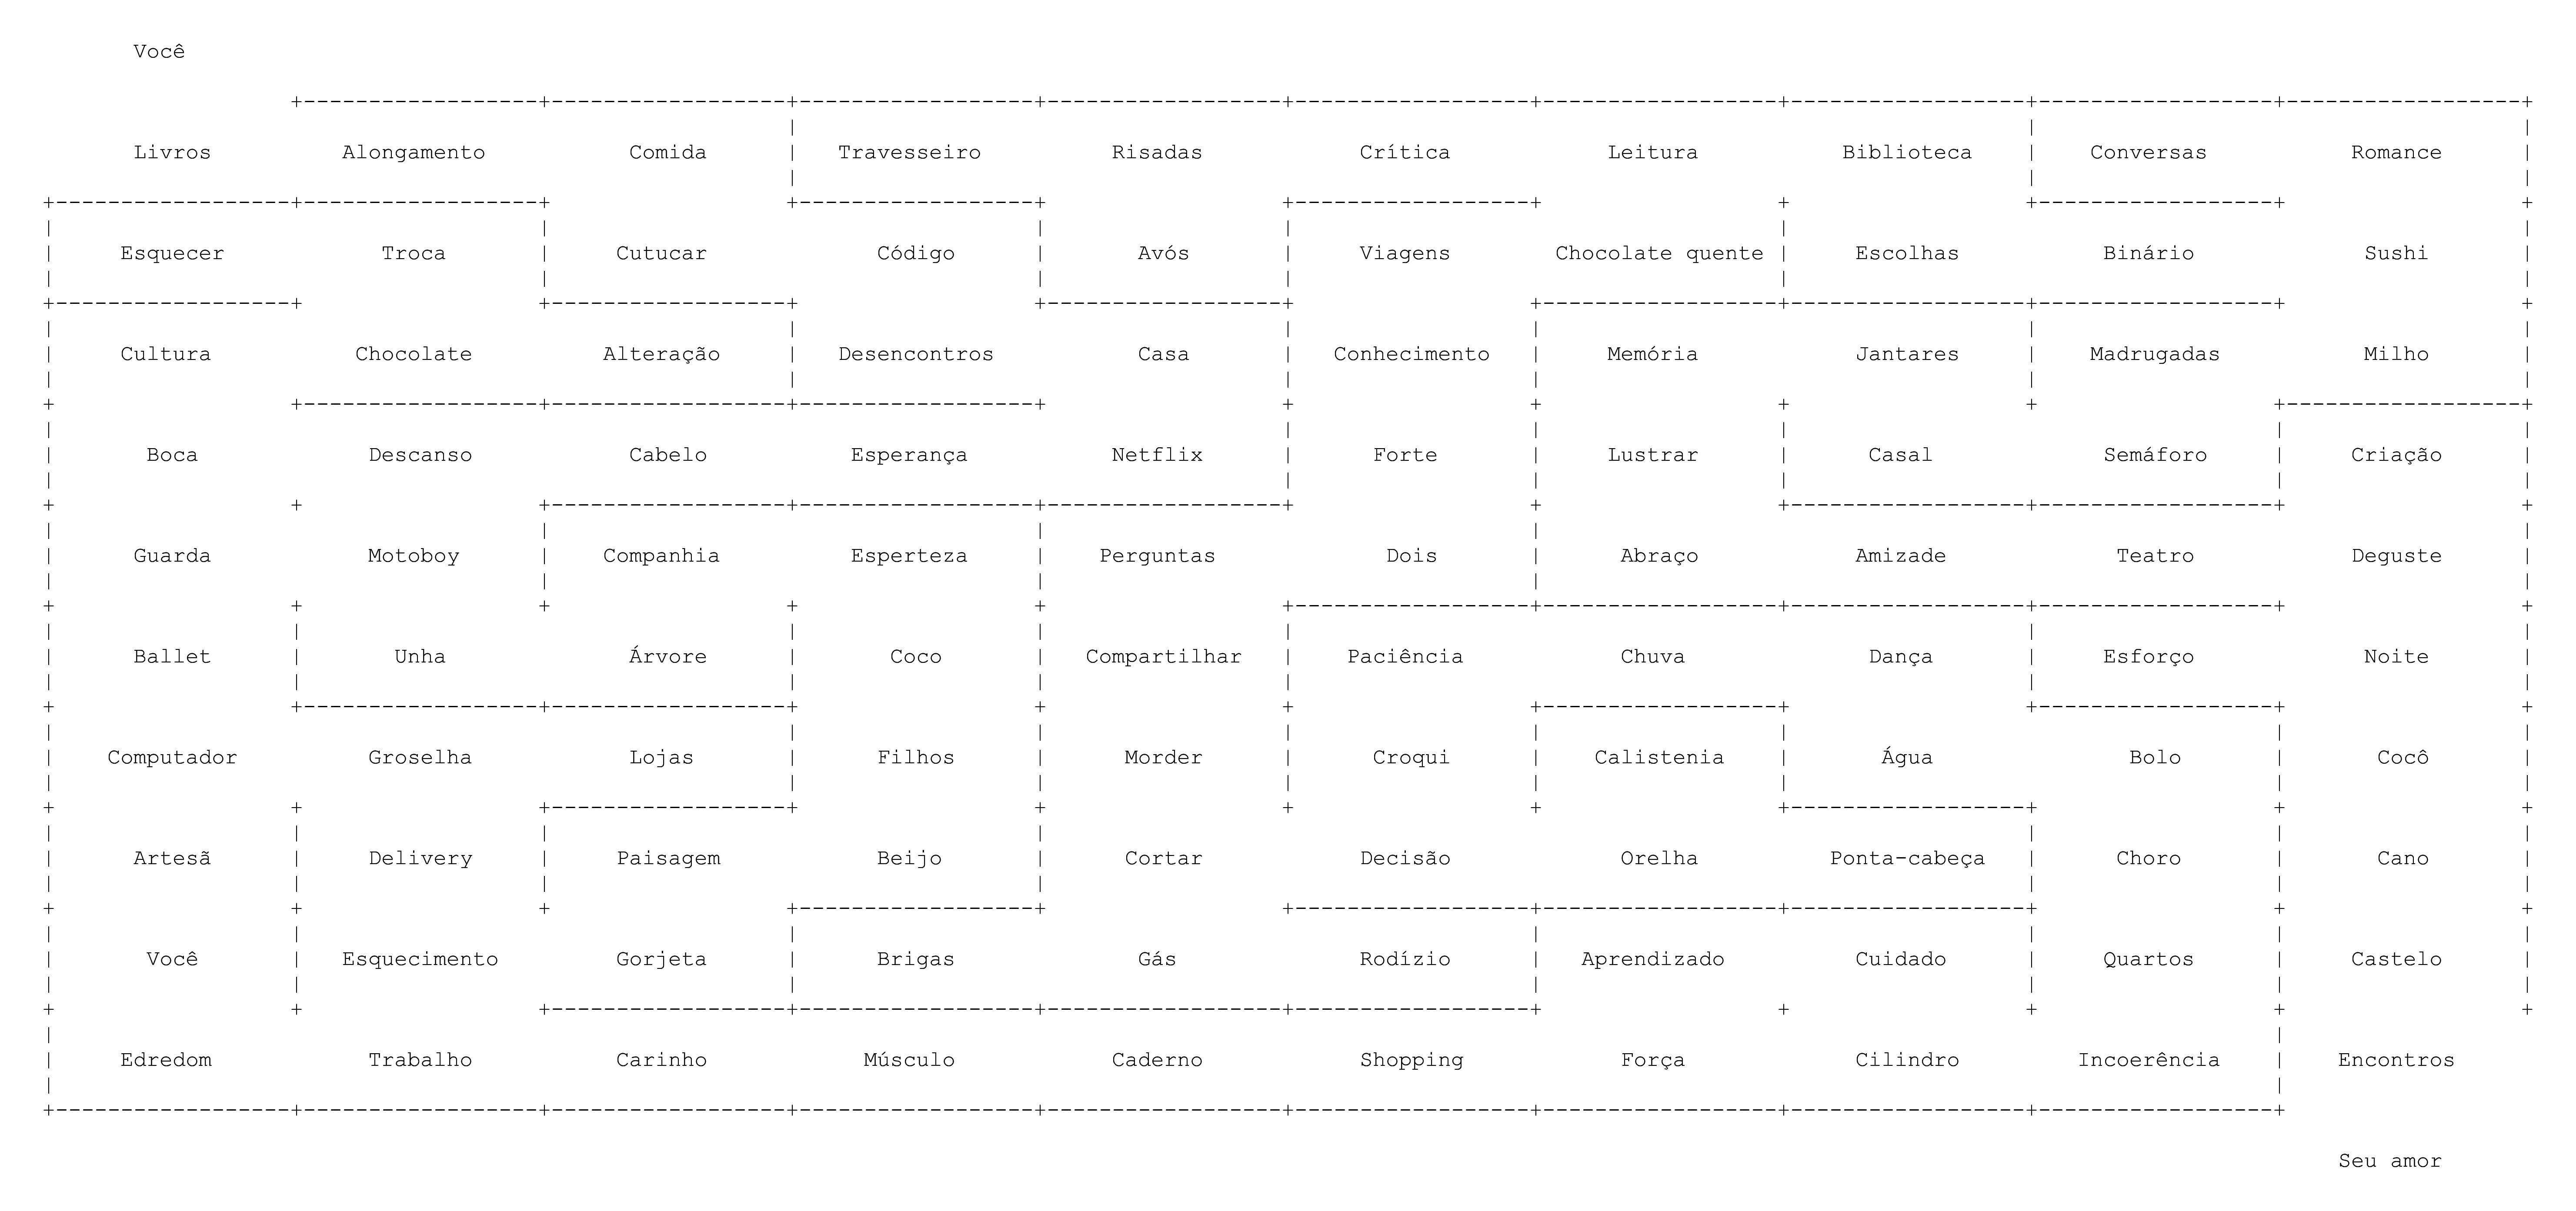 Você
Livros Alongamento Comida Travesseiro Risadas Crítica Leitura Biblioteca Conversas Romance
Esquecer Troca Cutucar Código Avós Viagens Chocolate quente Escolhas Binário Sushi
Cultura Chocolate Alteração Desencontros Casa Conhecimento Memória Jantares Madrugadas Milho
Boca Descanso Cabelo Esperança Netflix Forte Lustrar Casal Semáforo Criação
Guarda Motoboy Companhia Esperteza Perguntas Dois Abraço Amizade Teatro Deguste
Ballet Unha Árvore Coco Compartilhar Paciência Chuva Dança Esforço Noite
Computador Groselha Lojas Filhos Morder Croqui Calistenia Água Bolo Cocô
Artesã Delivery Paisagem Beijo Cortar Decisão Orelha Ponta-cabeça Choro Cano
Você Esquecimento Gorjeta Brigas Gás Rodízio Aprendizado Cuidado Quartos Castelo
Edredom Trabalho Carinho Músculo Caderno Shopping Força Cilindro Incoerência Encontros
Seu amor